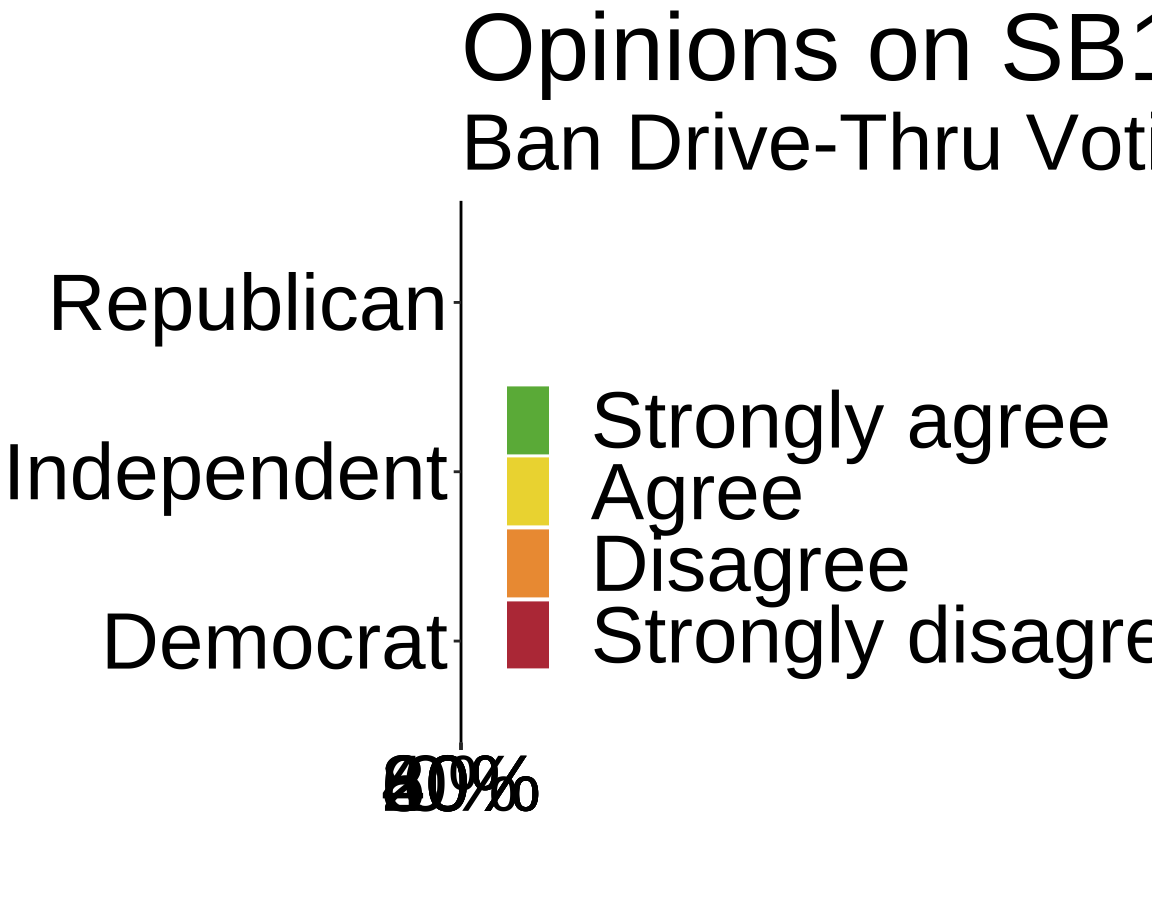 Opinions on SB1
Ban Drive-Thru Voti
Republican
Independent
Democrat
Strongly agree
Agree
Disagree
Strongly disagre